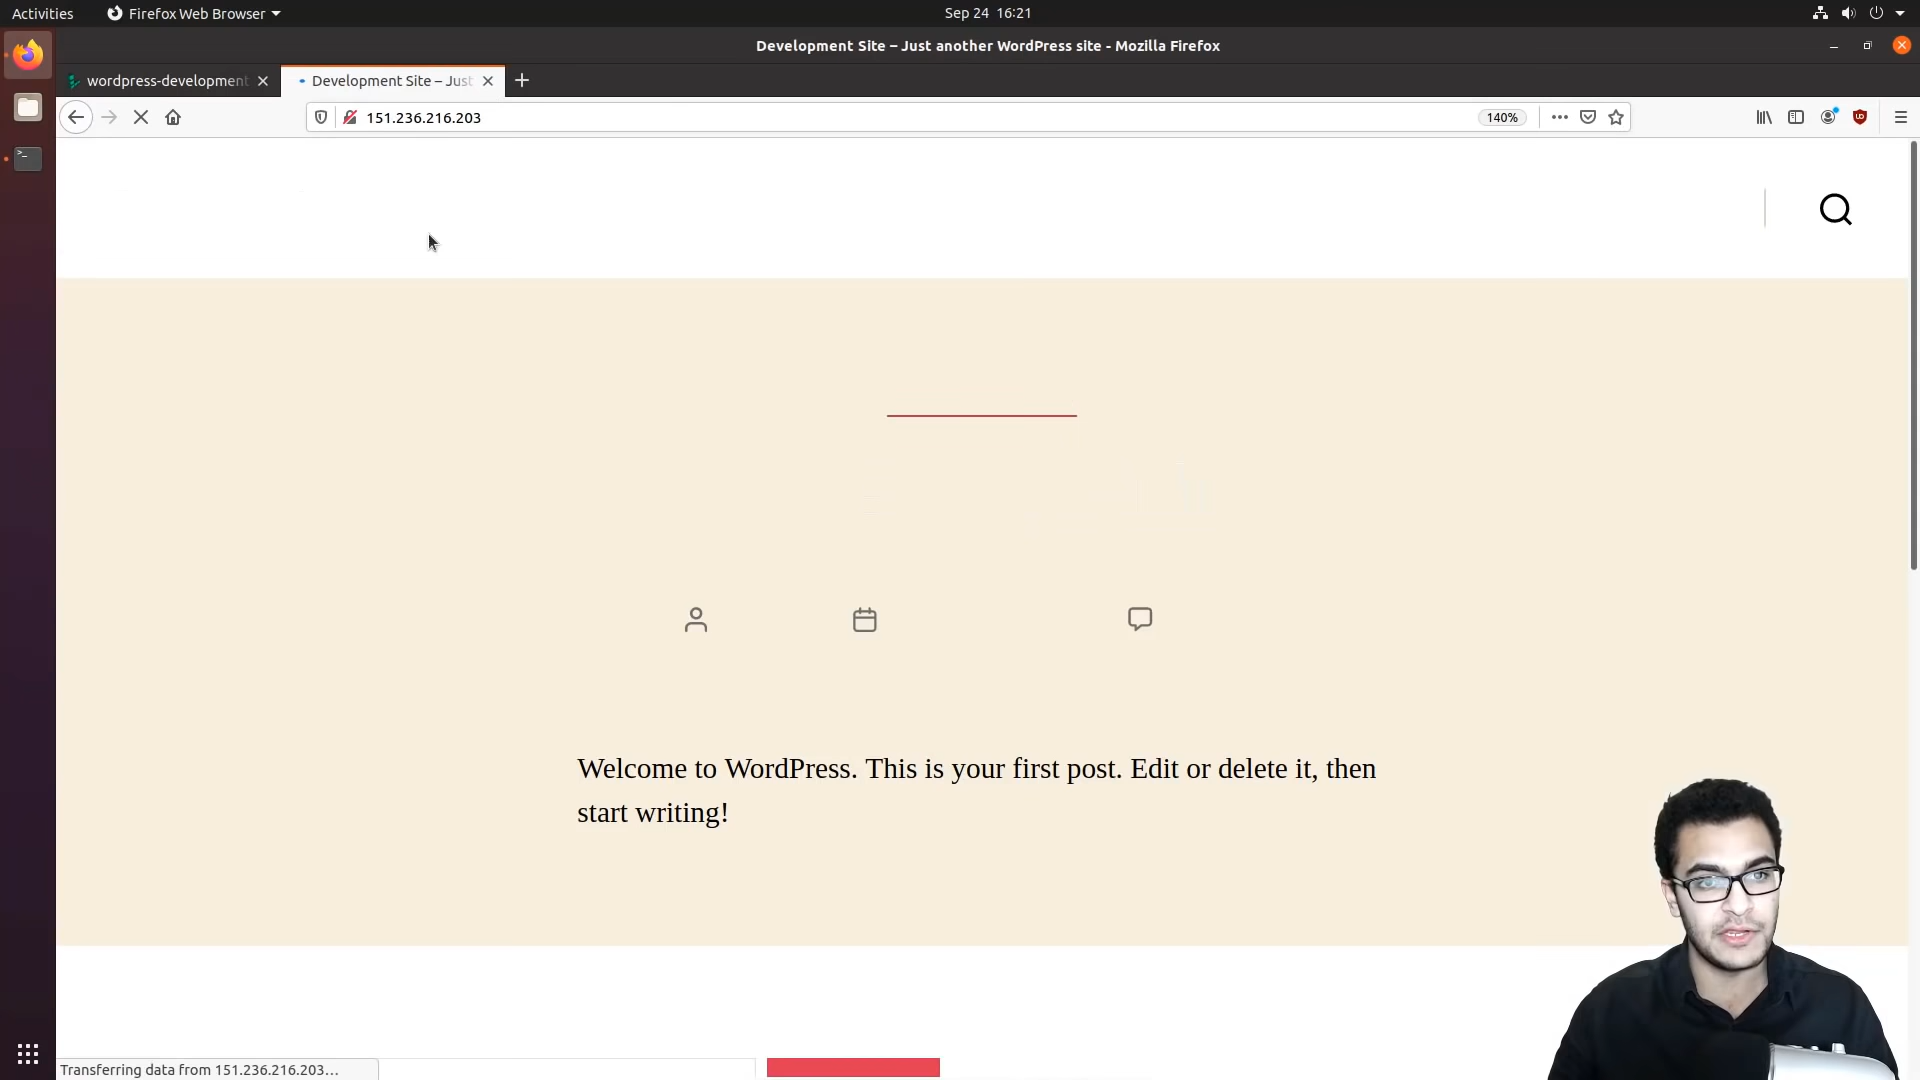 Activities
Firefox Web Browser
Sep 24 16:21
Development Site – Just another WordPress site - Mozilla Firefox
wordpress-development
Development Site – Just
151.236.216.203
140%
Welcome to WordPress. This is your first post. Edit or delete it, then
start writing!
Transferring data from 151.236.216.203…